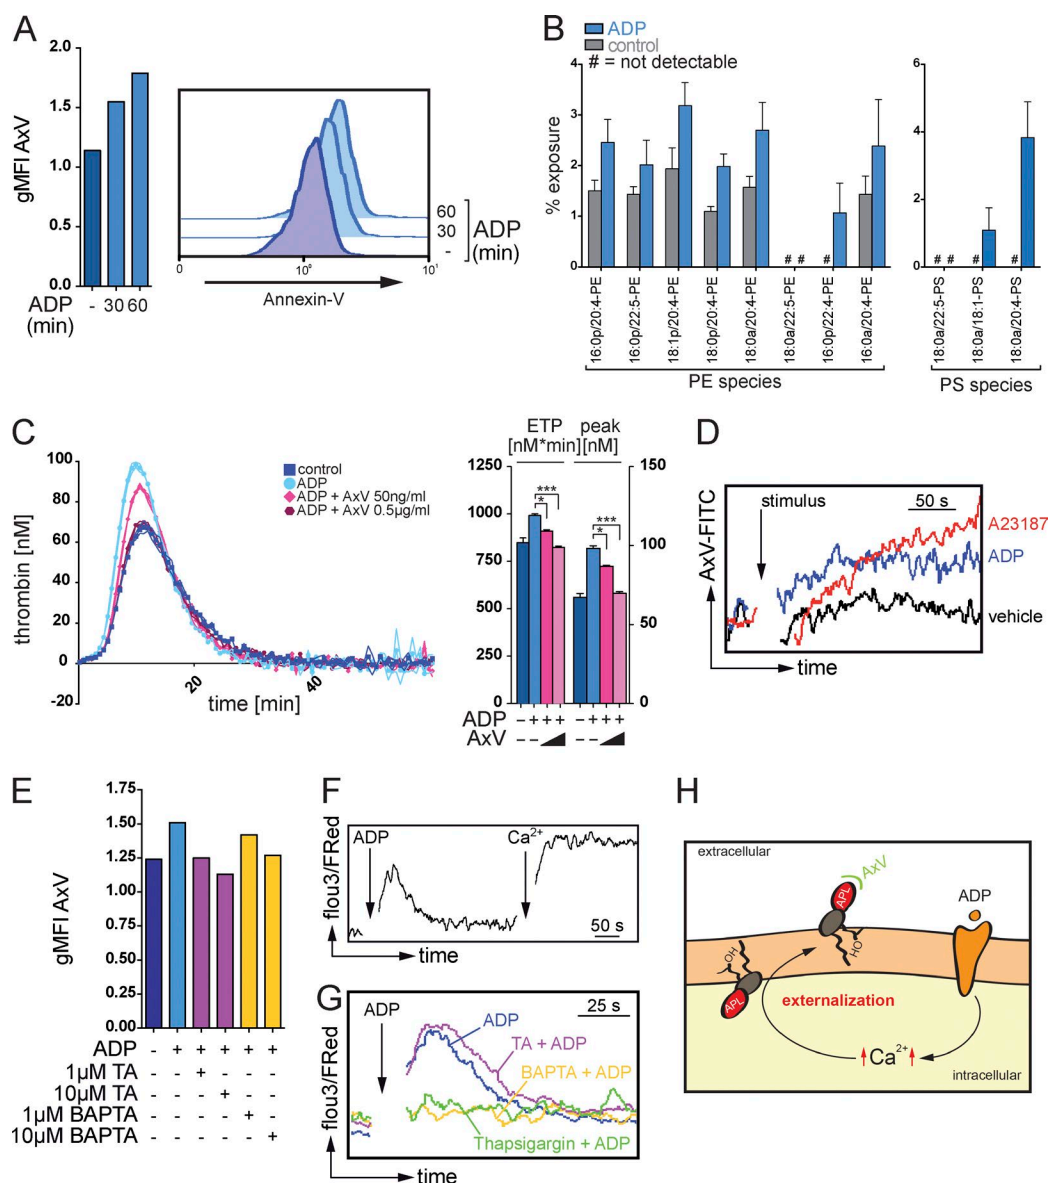 A
2.0
1.5
1.0
0.5
0.0
gMFI AxV
ADP
(min)
- 30 60
60
30
-
ADP
(min)
0
10⁰
10¹
Annexin-V
B
ADP
control
# = not detectable
4
3
2
1
0
% exposure
# # #
16:0p/20:4-PE
16:0p/22:5-PE
18:1p/20:4-PE
18:0p/20:4-PE
18:0a/20:4-PE
18:0a/22:5-PE
16:0p/22:4-PE
16:0a/20:4-PE
PE species
6
4
2
0
# # # #
18:0a/22:5-PS
18:0a/18:1-PS
18:0a/20:4-PS
PS species
C
120
100
80
60
40
20
0
-20
thrombin [nM]
20
40
time [min]
control
ADP
ADP + AxV 50ng/ml
ADP + AxV 0.5µg/ml
ETP peak
[nM*min] [nM]
1250
1000
750
500
250
0
150
100
50
0
***
*
***
*
ADP - + + + - + + +
AxV - - - -
D
AxV-FITC
stimulus
50 s
A23187
ADP
vehicle
time
E
1.75
1.50
1.25
1.00
0.75
0.50
0.25
0.00
gMFI AxV
ADP - + + + + +
1µM TA - - + - - -
10µM TA - - - + - -
1µM BAPTA - - - - + -
10µM BAPTA - - - - - +
F
flou3/FRed
ADP
Ca²⁺
50 s
time
G
flou3/FRed
ADP
25 s
ADP
TA + ADP
BAPTA + ADP
Thapsigargin + ADP
time
H
extracellular
AxV
APL
ADP
HO
OH
APL
externalization
Ca²⁺
intracellular